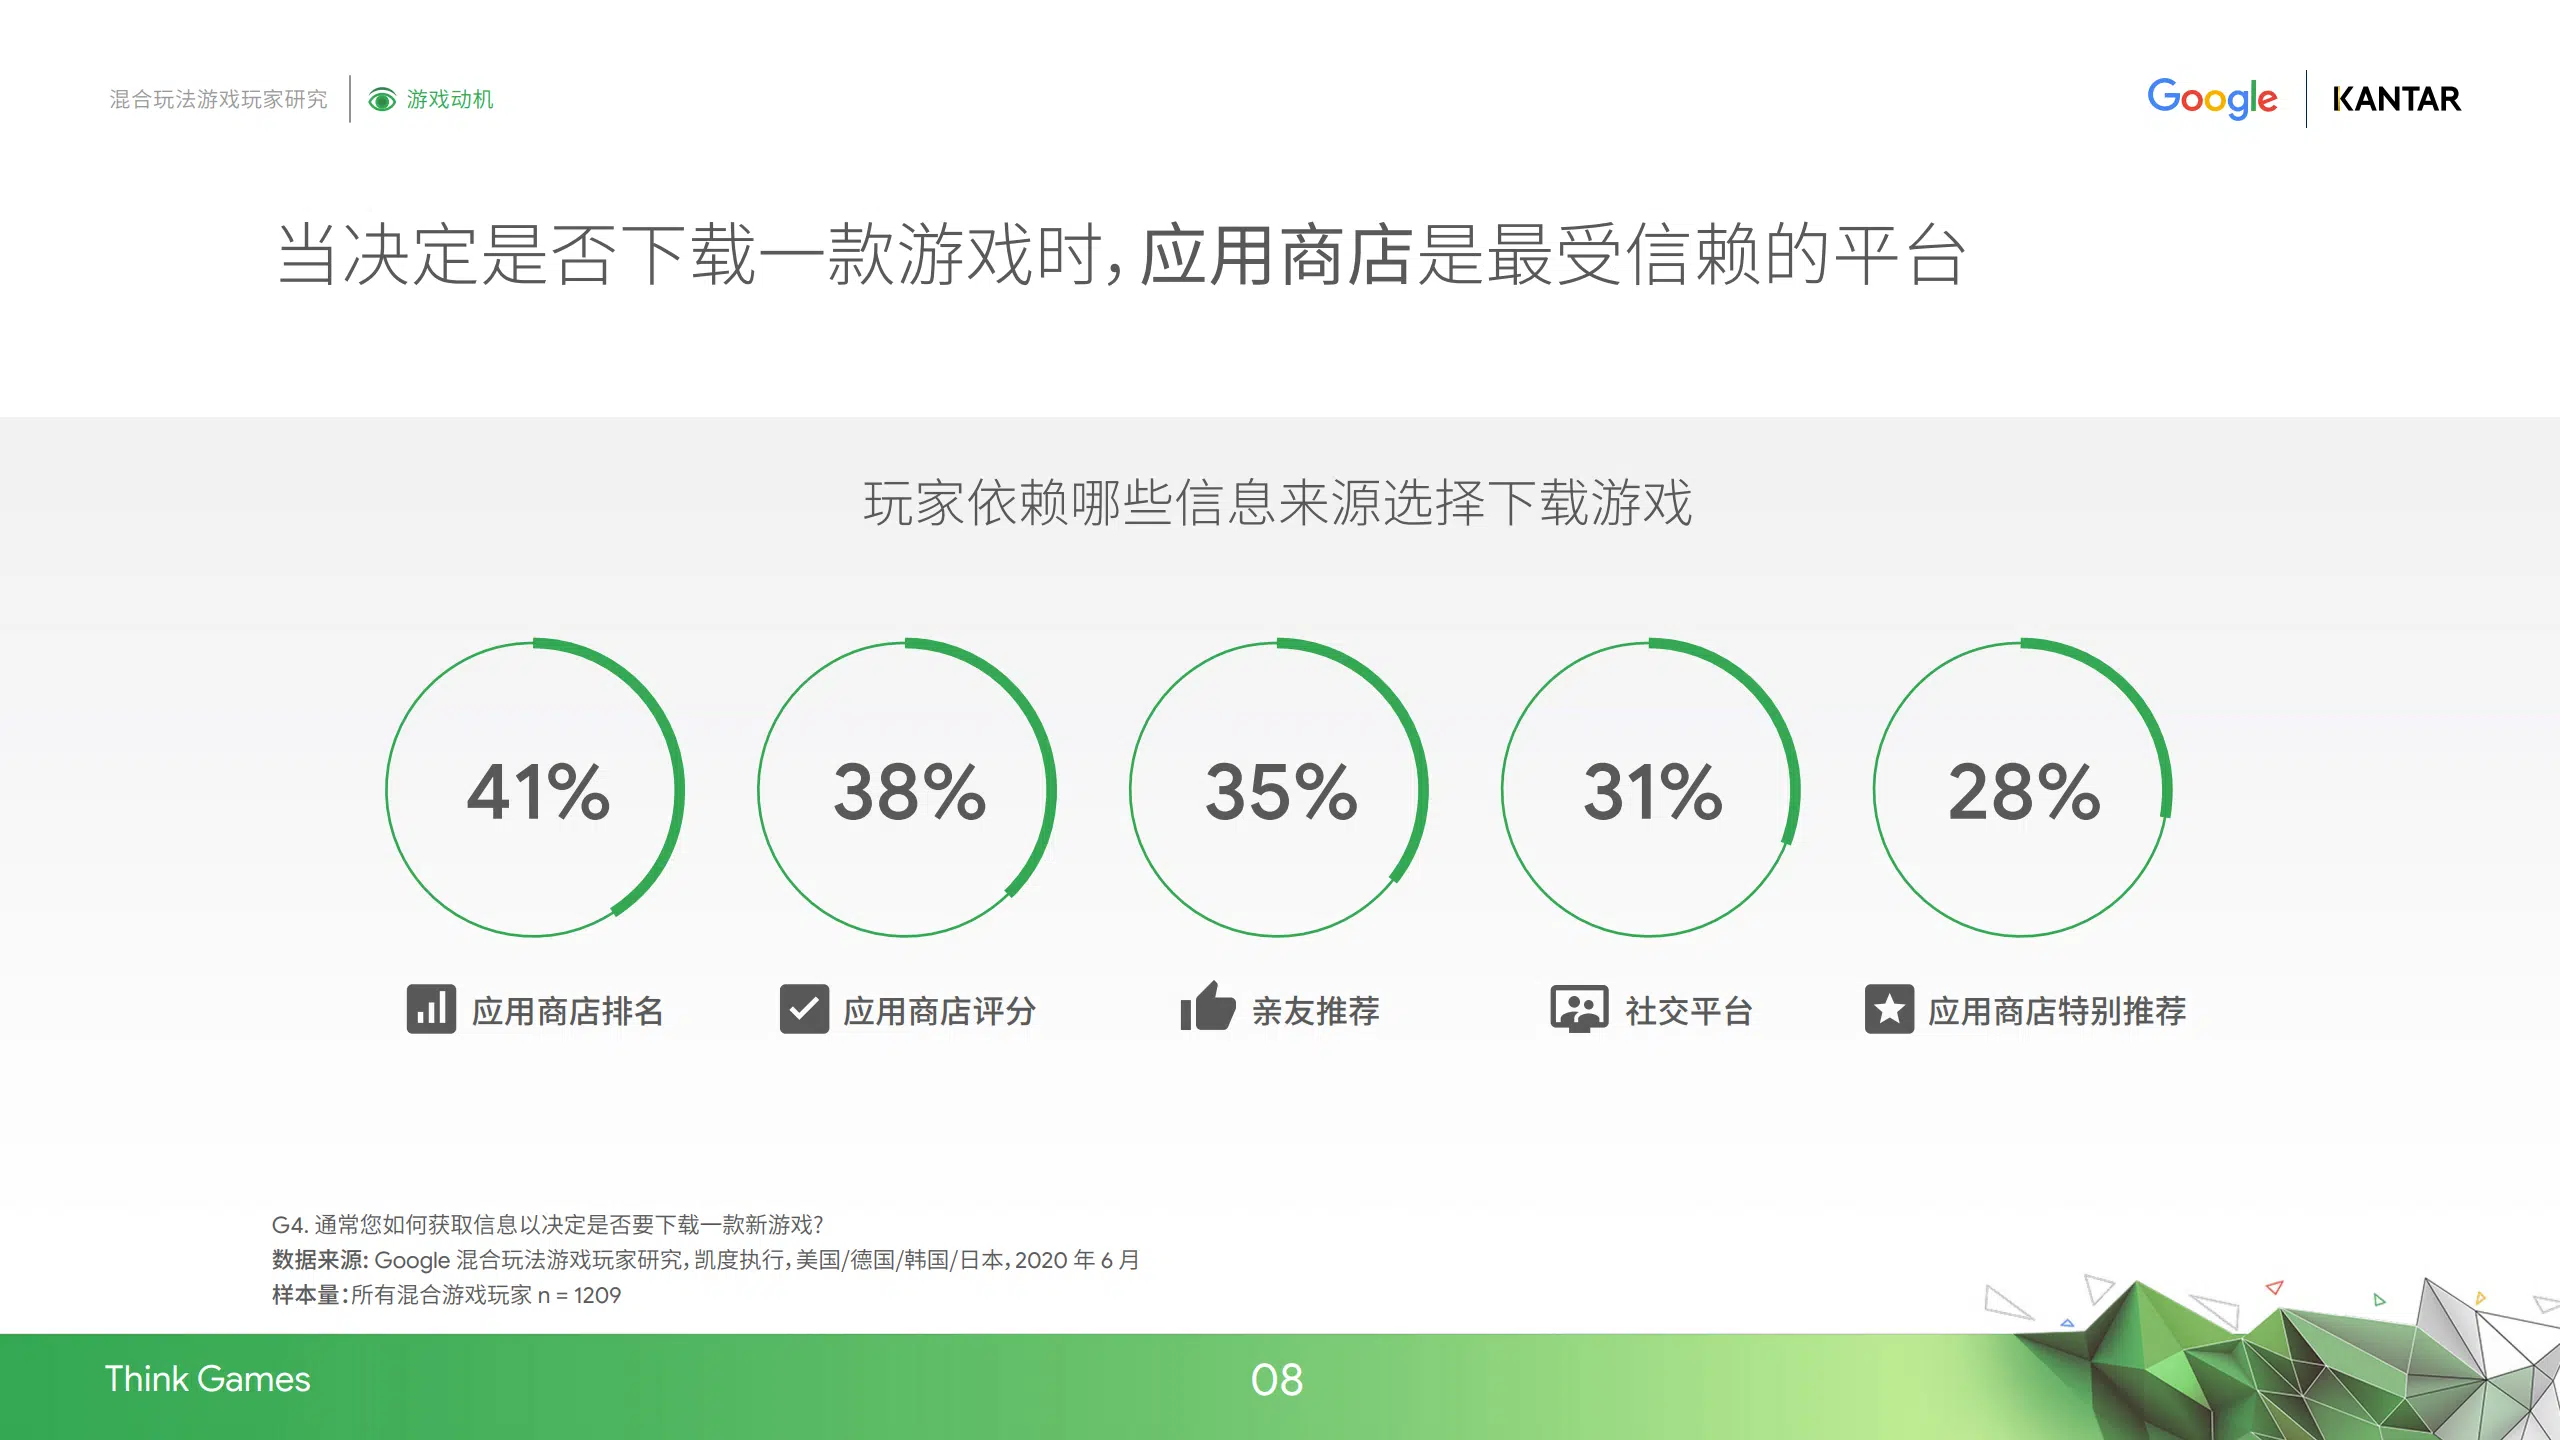 混合玩法游戏玩家研究
游戏动机
Google
KANTAR
当决定是否下载一款游戏时，应用商店是最受信赖的平台
玩家依赖哪些信息来源选择下载游戏
41%
38%
35%
31%
28%
应用商店排名
应用商店评分
亲友推荐
社交平台
应用商店特别推荐
G4. 通常您如何获取信息以决定是否要下载一款新游戏?
数据来源: Google 混合玩法游戏玩家研究, 凯度执行, 美国/德国/韩国/日本, 2020 年 6 月
样本量: 所有混合游戏玩家 n = 1209
Think Games
08